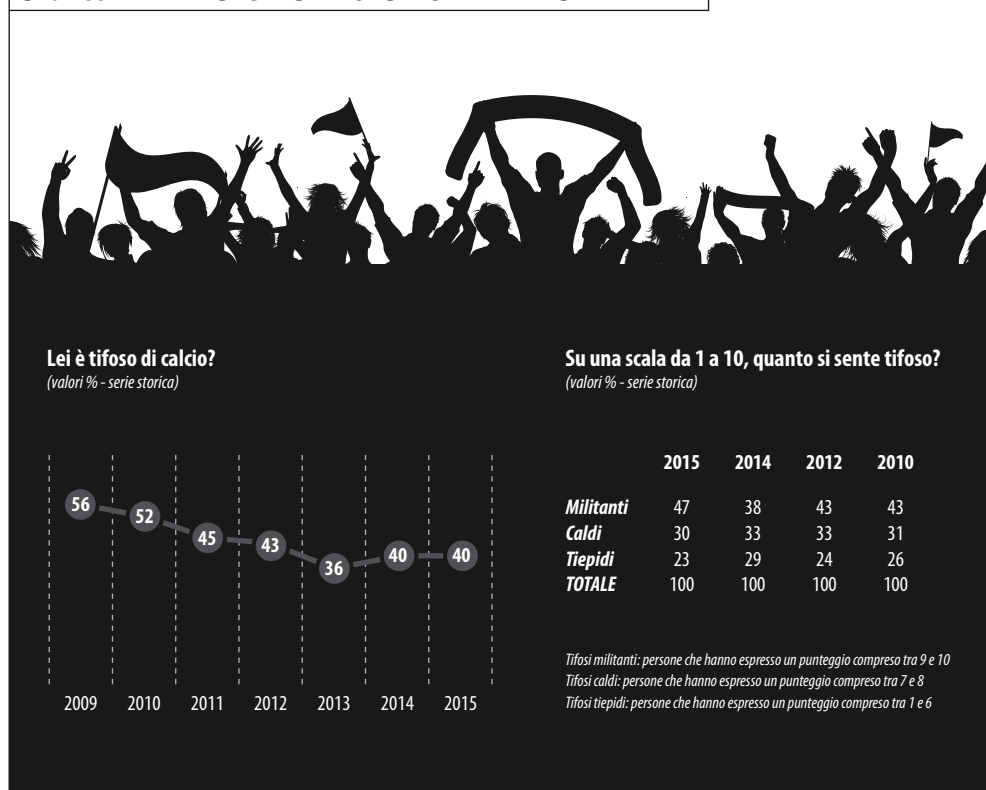 Lei è tifoso di calcio?
(valori % - serie storica)
56
52
45
43
36
40
40
2009 2010 2011 2012 2013 2014 2015
Su una scala da 1 a 10, quanto si sente tifoso?
(valori % - serie storica)
2015 2014 2012 2010
Militanti 47 38 43 43
Caldi 30 33 33 31
Tiepidi 23 29 24 26
TOTALE 100 100 100 100
Tifosi militanti: persone che hanno espresso un punteggio compreso tra 9 e 10
Tifosi caldi: persone che hanno espresso un punteggio compreso tra 7 e 8
Tifosi tiepidi: persone che hanno espresso un punteggio compreso tra 1 e 6